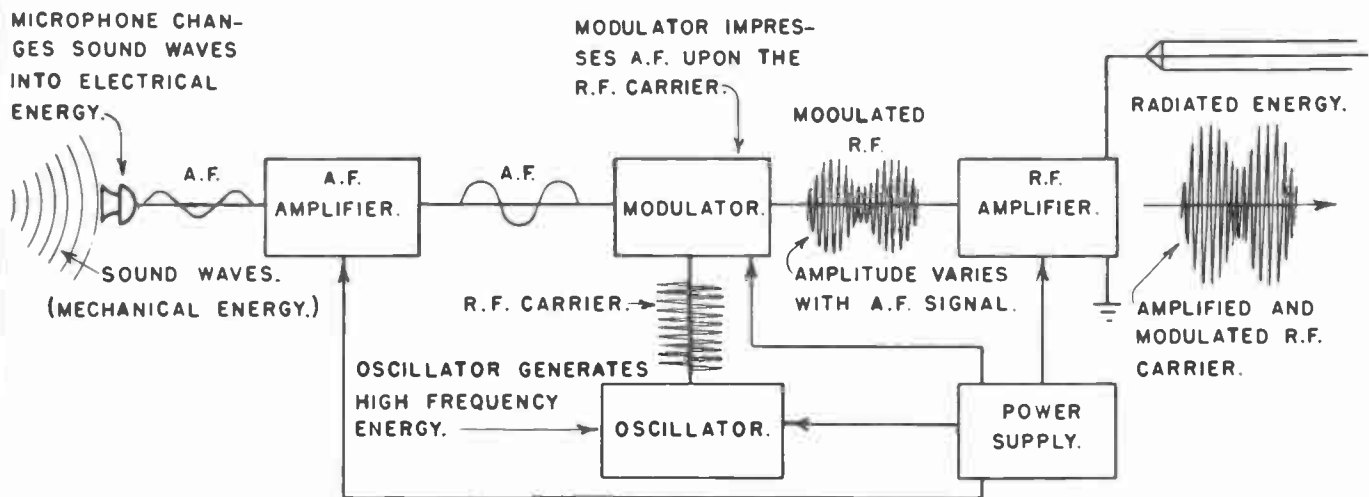 MICROPHONE CHAN-
GES SOUND WAVES
INTO ELECTRICAL
ENERGY.
SOUND WAVES.
(MECHANICAL ENERGY.)
A.F.
A.F.
AMPLIFIER.
A.F.
MODULATOR IMPRES-
SES A.F. UPON THE
R.F. CARRIER.
MODULATOR.
R.F. CARRIER.
OSCILLATOR GENERATES
HIGH FREQUENCY
ENERGY.
OSCILLATOR.
MOOULATED
R.F.
AMPLITUDE VARIES
WITH A.F. SIGNAL.
R.F.
AMPLIFIER.
POWER
SUPPLY.
RADIATED ENERGY.
AMPLIFIED AND
MODULATED R.F.
CARRIER.